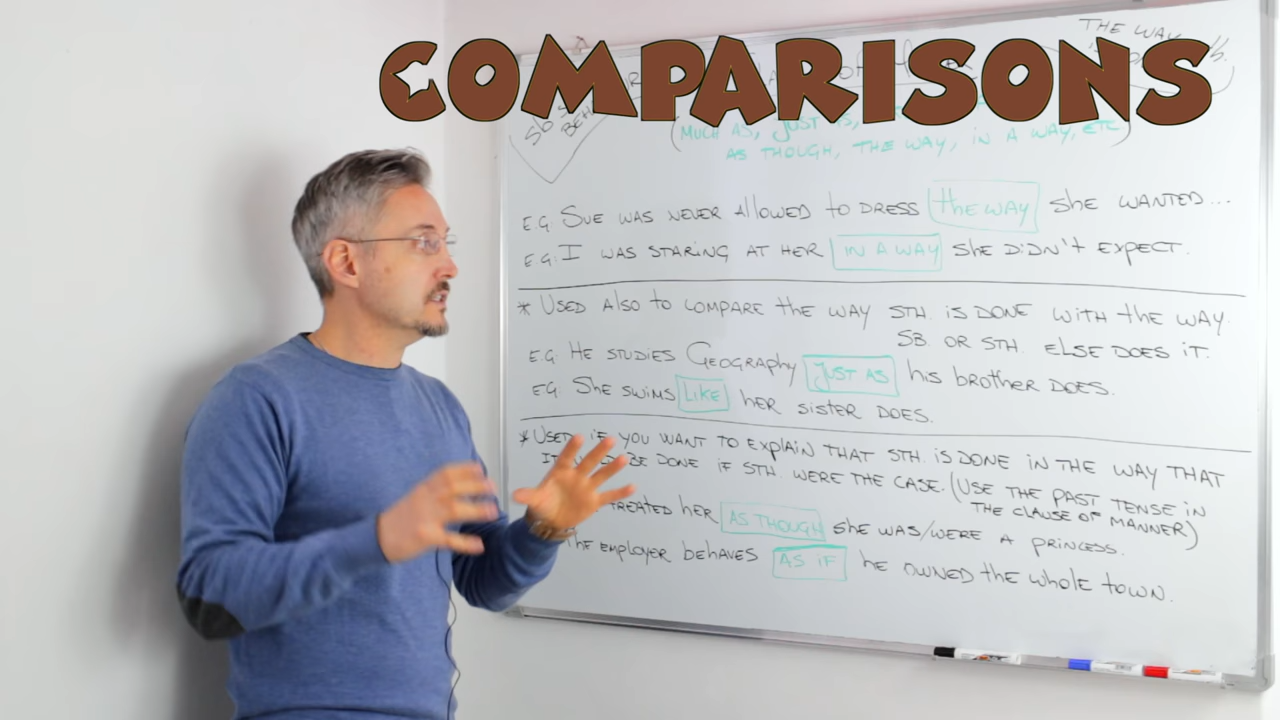 COMPARISONS
THE WAY
(MUCH AS, JUST AS,
AS THOUGH, THE WAY, IN A WAY, ETC)
E.G. SUE WAS NEVER AllOWED TO DRESS the WAY SHE WANTED...
E.G: I WAS STARING AT HER IN A WAY SHE DIDN'T EXPECT.
* USED AlSO TO COMPARE the WAY STH. IS DONE WITH the WAY
SB. OR STH. ELSE DOES IT.
E.G. HE STUDIES GEOGRAPHY JUST AS his brother DOES.
EG. She swims LIKE her sister DOES.
* USED IF YOU WANT TO EXPlAIN THAT STH. IS DONE IN THE WAY THAT
BE DONE IF STH. WERE THE CASE. (USE THE PAST TENSE IN
THE CLAUSE OF MANNER)
TREATED her AS THOUGH she WAS/WERE A PRINCESS.
The EMPloyer behAVES AS IF he OWNED the whole town.